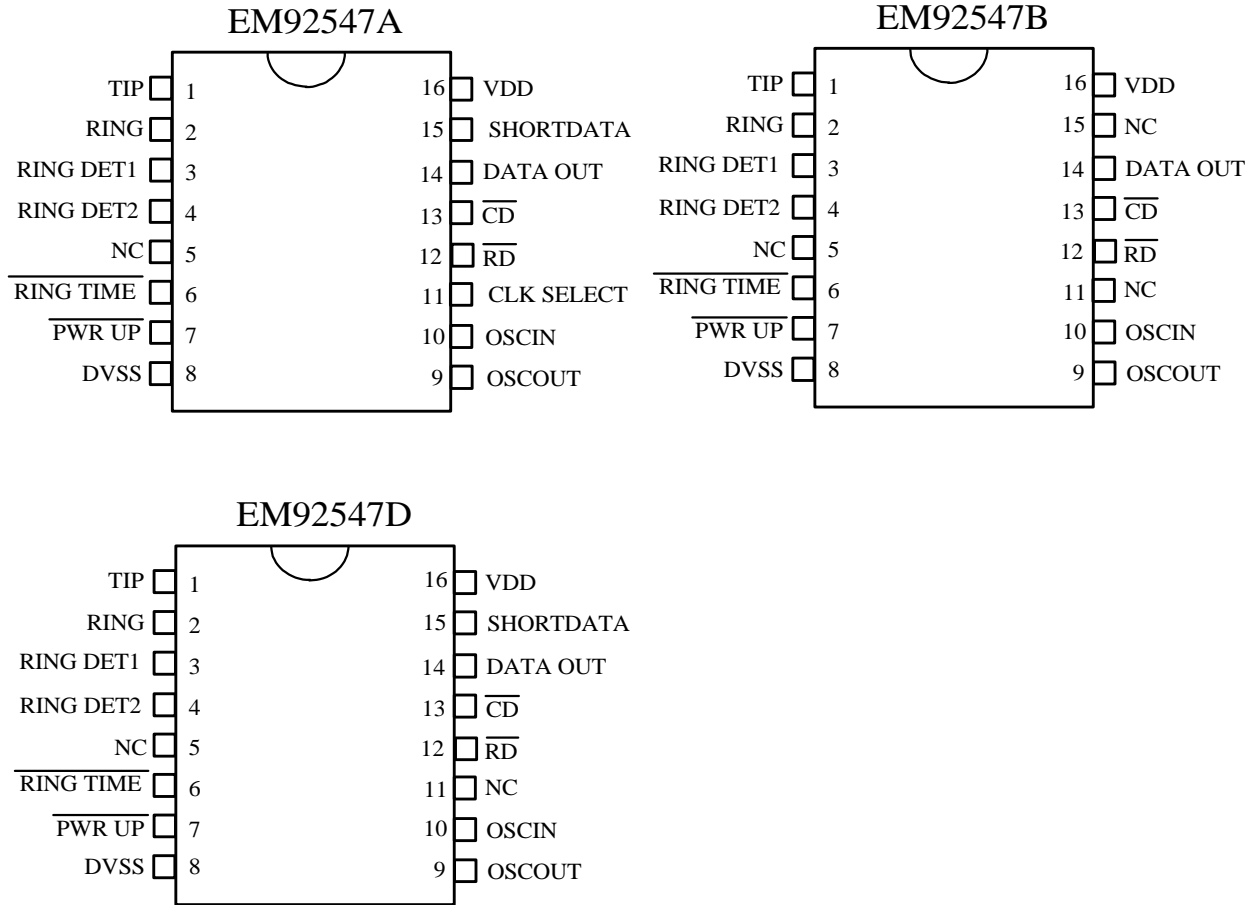 EM92547A
TIP 1 16 VDD
RING 2 15 SHORTDATA
RING DET1 3 14 DATA OUT
RING DET2 4 13 CD
NC 5 12 RD
RING TIME 6 11 CLK SELECT
PWR UP 7 10 OSCIN
DVSS 8 9 OSCOUT
EM92547B
TIP 1 16 VDD
RING 2 15 NC
RING DET1 3 14 DATA OUT
RING DET2 4 13 CD
NC 5 12 RD
RING TIME 6 11 NC
PWR UP 7 10 OSCIN
DVSS 8 9 OSCOUT
EM92547D
TIP 1 16 VDD
RING 2 15 SHORTDATA
RING DET1 3 14 DATA OUT
RING DET2 4 13 CD
NC 5 12 RD
RING TIME 6 11 NC
PWR UP 7 10 OSCIN
DVSS 8 9 OSCOUT